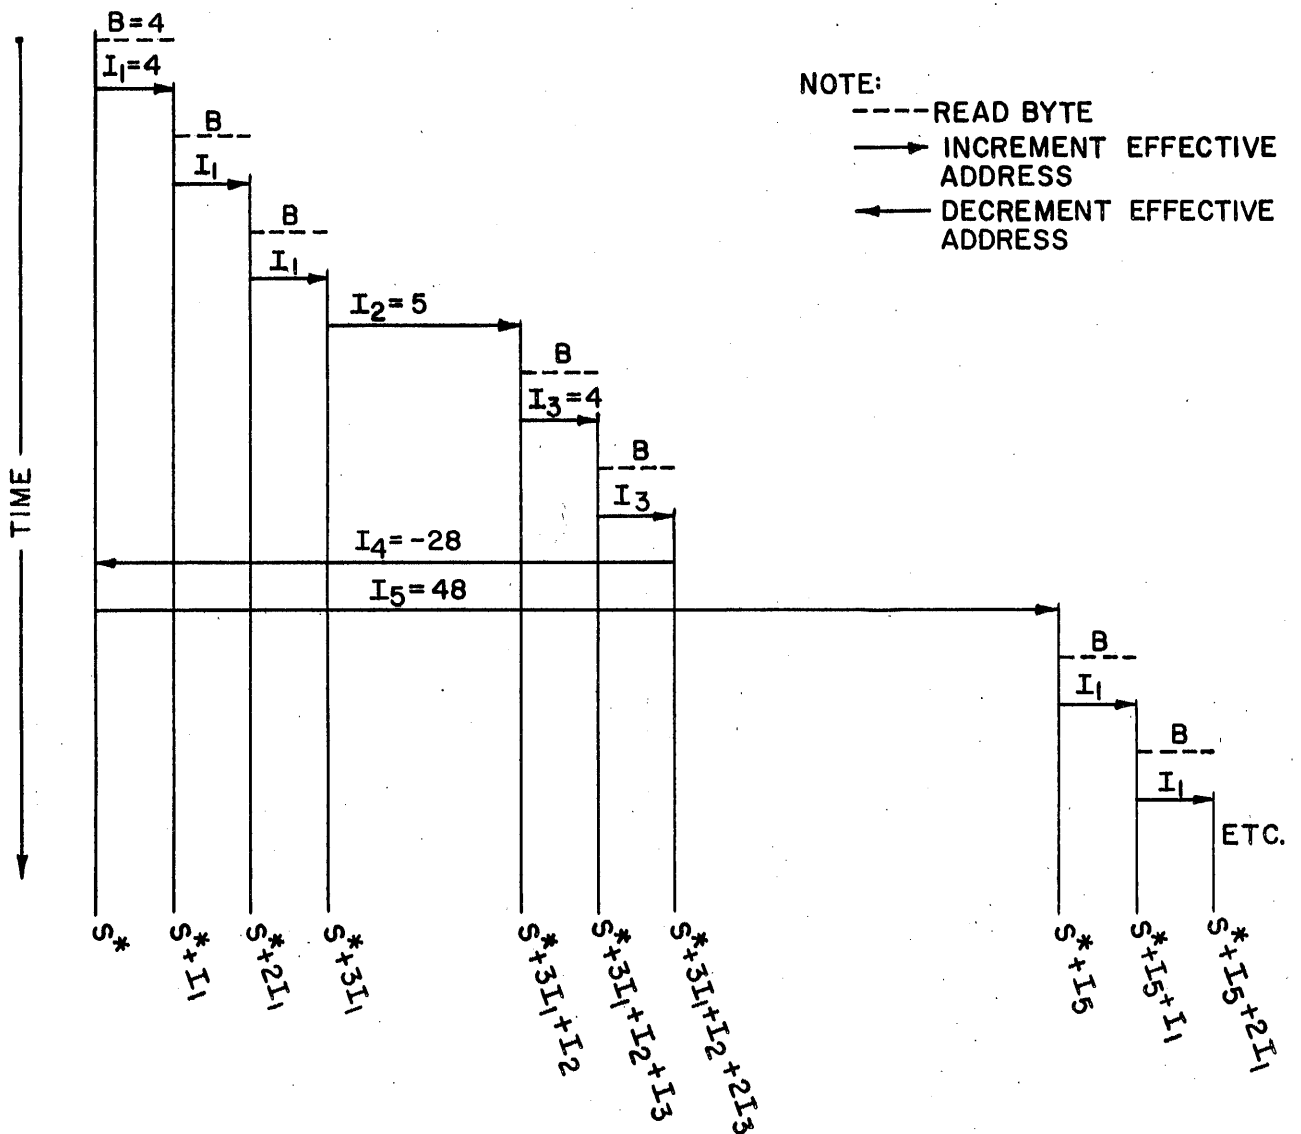 B=4
I₁=4
B
I₁
B
I₁
I₂=5
B
I₃=4
B
I₃
I₄=-28
I₅=48
B
I₁
B
I₁
ETC.
TIME
NOTE:
----READ BYTE
INCREMENT EFFECTIVE
ADDRESS
DECREMENT EFFECTIVE
ADDRESS
S*
S*+I₁
S*+2I₁
S*+3I₁
S*+3I₁+I₂
S*+3I₁+I₂+I₃
S*+3I₁+I₂+2I₃
S*+I₅
S*+I₅+I₁
S*+I₅+2I₁